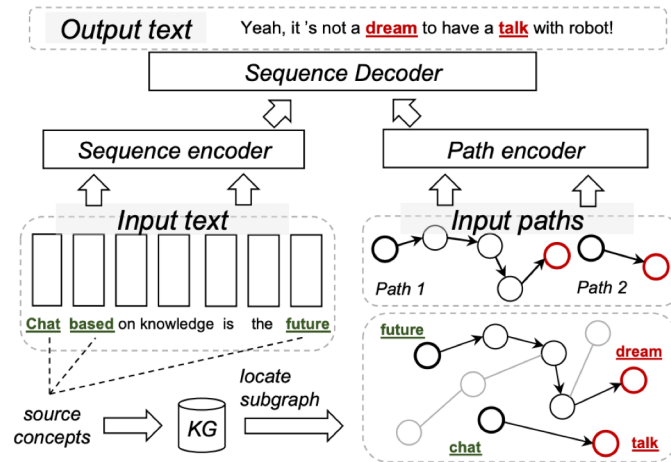 Output text
Yeah, it 's not a dream to have a talk with robot!
Sequence Decoder
Sequence encoder
Path encoder
Input text
Input paths
Path 1
Path 2
Chat based on knowledge is the future
future
dream
locate
subgraph
source
concepts
KG
chat
talk